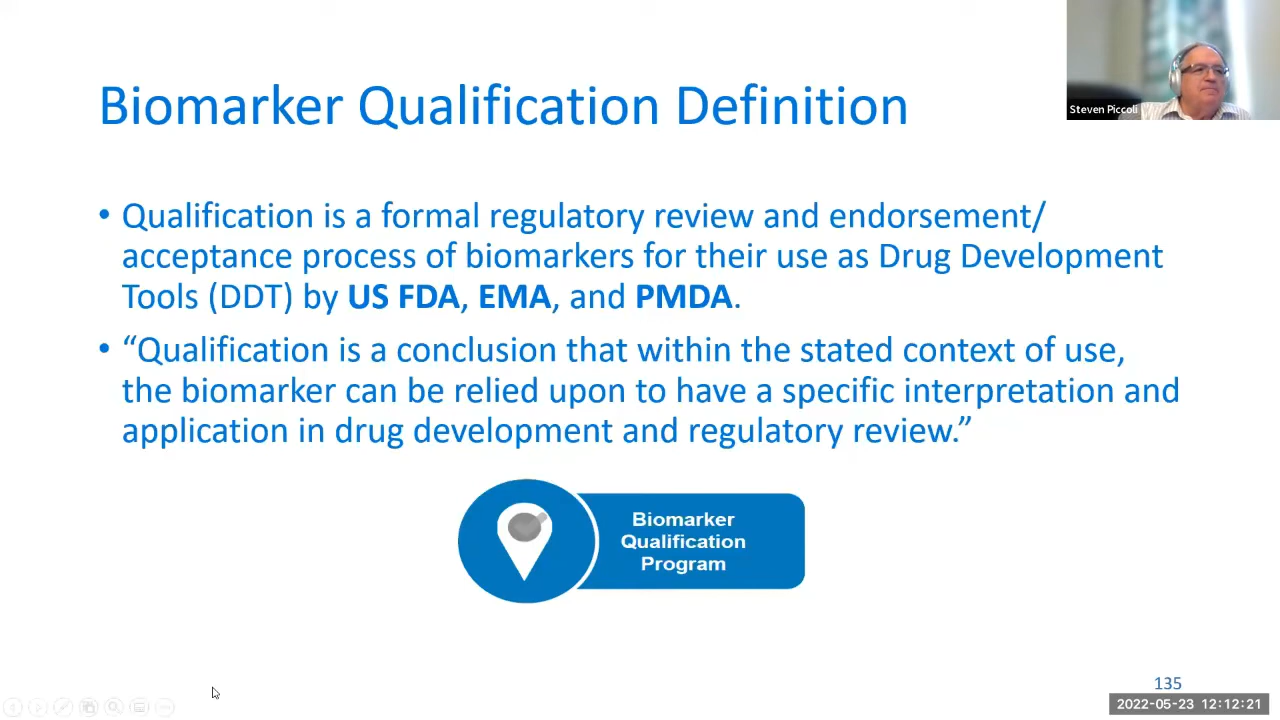 Biomarker Qualification Definition
Steven Piccoli
• Qualification is a formal regulatory review and endorsement/
acceptance process of biomarkers for their use as Drug Development
Tools (DDT) by US FDA, EMA, and PMDA.
• “Qualification is a conclusion that within the stated context of use,
the biomarker can be relied upon to have a specific interpretation and
application in drug development and regulatory review.”
Biomarker
Qualification
Program
135
2022-05-23 12:12:21